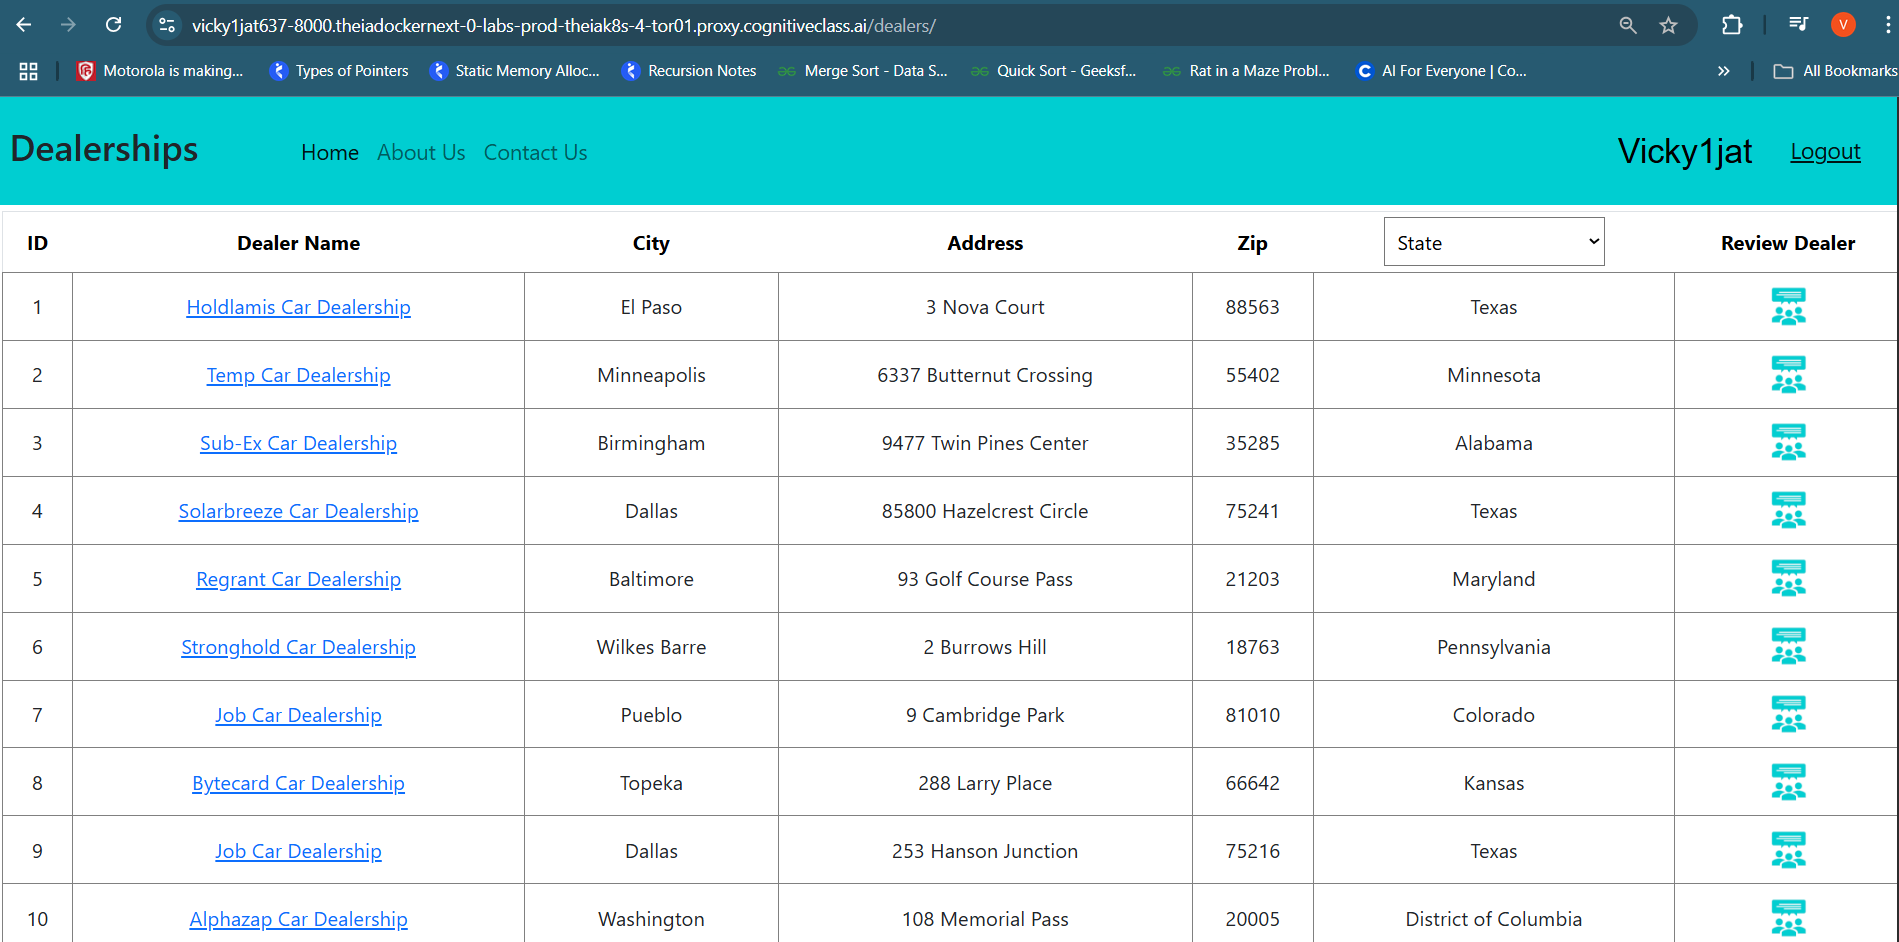 vicky1jat637-8000.theiadockernext-0-labs-prod-theiak8s-4-tor01.proxy.cognitiveclass.ai/dealers/
V
Motorola is making... Types of Pointers Static Memory Alloc... Recursion Notes Merge Sort - Data S... Quick Sort - Geeksf... Rat in a Maze Probl... AI For Everyone | Co... » All Bookmarks
Dealerships Home About Us Contact Us Vicky1jat Logout
ID Dealer Name City Address Zip State Review Dealer
1 Holdlamis Car Dealership El Paso 3 Nova Court 88563 Texas
2 Temp Car Dealership Minneapolis 6337 Butternut Crossing 55402 Minnesota
3 Sub-Ex Car Dealership Birmingham 9477 Twin Pines Center 35285 Alabama
4 Solarbreeze Car Dealership Dallas 85800 Hazelcrest Circle 75241 Texas
5 Regrant Car Dealership Baltimore 93 Golf Course Pass 21203 Maryland
6 Stronghold Car Dealership Wilkes Barre 2 Burrows Hill 18763 Pennsylvania
7 Job Car Dealership Pueblo 9 Cambridge Park 81010 Colorado
8 Bytecard Car Dealership Topeka 288 Larry Place 66642 Kansas
9 Job Car Dealership Dallas 253 Hanson Junction 75216 Texas
10 Alphazap Car Dealership Washington 108 Memorial Pass 20005 District of Columbia